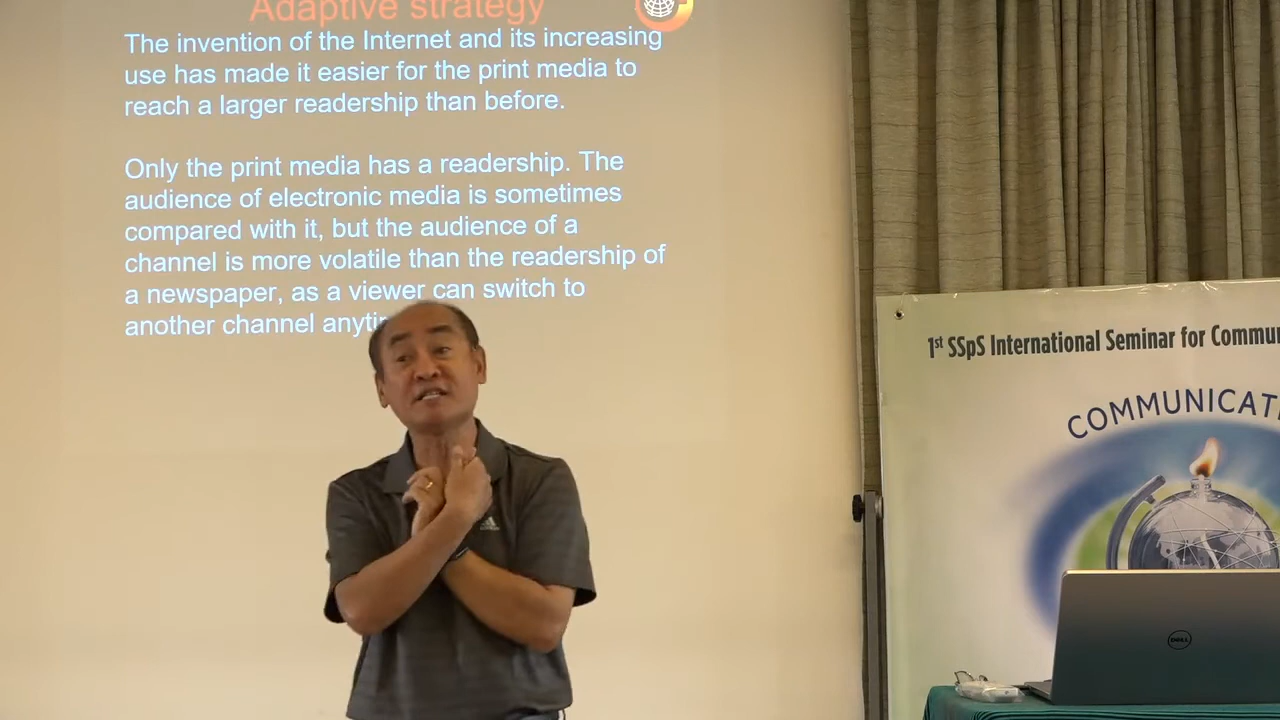 Adaptive strategy
The invention of the Internet and its increasing
use has made it easier for the print media to
reach a larger readership than before.
Only the print media has a readership. The
audience of electronic media is sometimes
compared with it, but the audience of a
channel is more volatile than the readership of
a newspaper, as a viewer can switch to
another channel
1st SSpS International Seminar for
COMMUNICAT
DELL